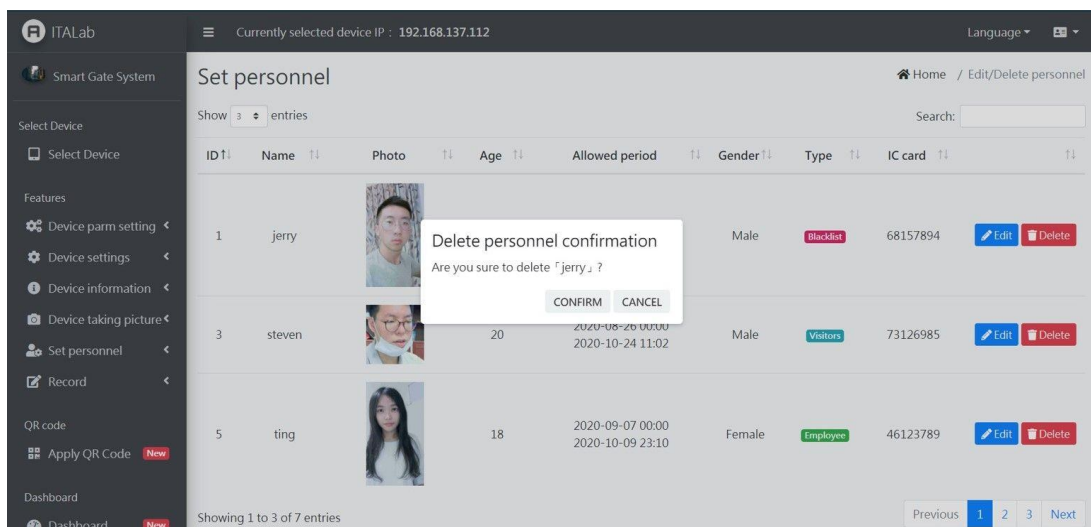 ITALab
Currently selected device IP : 192.168.137.112
Language
Smart Gate System
Set personnel
Home / Edit/Delete personnel
Select Device
Show 3 entries
Search:
Select Device
ID Name Photo Age Allowed period Gender Type IC card
Features
Device parm setting
Device settings
Device information
Device taking picture
Set personnel
Record
1 jerry Male Blacklist 68157894 Edit Delete
Delete personnel confirmation
Are you sure to delete「jerry」?
CONFIRM CANCEL
3 steven 20 2020-08-26 00:00
2020-10-24 11:02 Male Visitors 73126985 Edit Delete
5 ting 18 2020-09-07 00:00
2020-10-09 23:10 Female Employee 46123789 Edit Delete
QR code
Apply QR Code New
Dashboard
Dashboard New
Showing 1 to 3 of 7 entries
Previous 1 2 3 Next